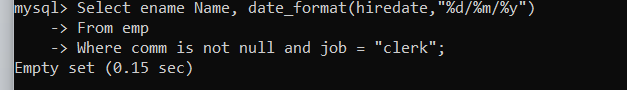 mysql> Select ename Name, date_format(hiredate,"%d/%m/%y")
    -> From emp
    -> Where comm is not null and job = "clerk";
Empty set (0.15 sec)